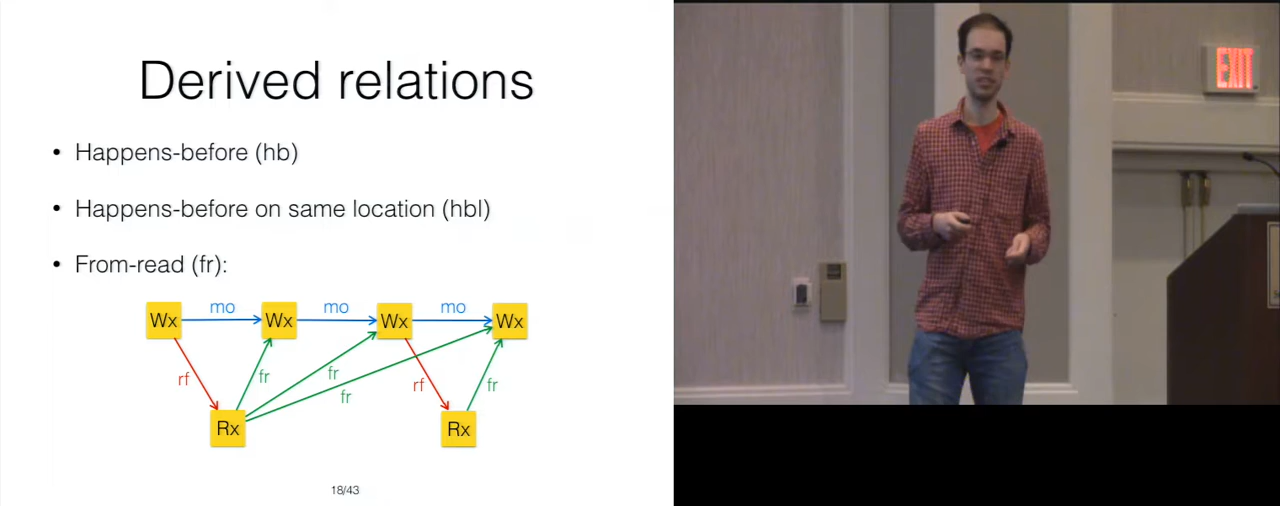 Derived relations
• Happens-before (hb)
• Happens-before on same location (hbl)
• From-read (fr):
mo mo mo
Wx Wx Wx Wx
rf fr fr fr rf fr
Rx Rx
18/43
EXIT